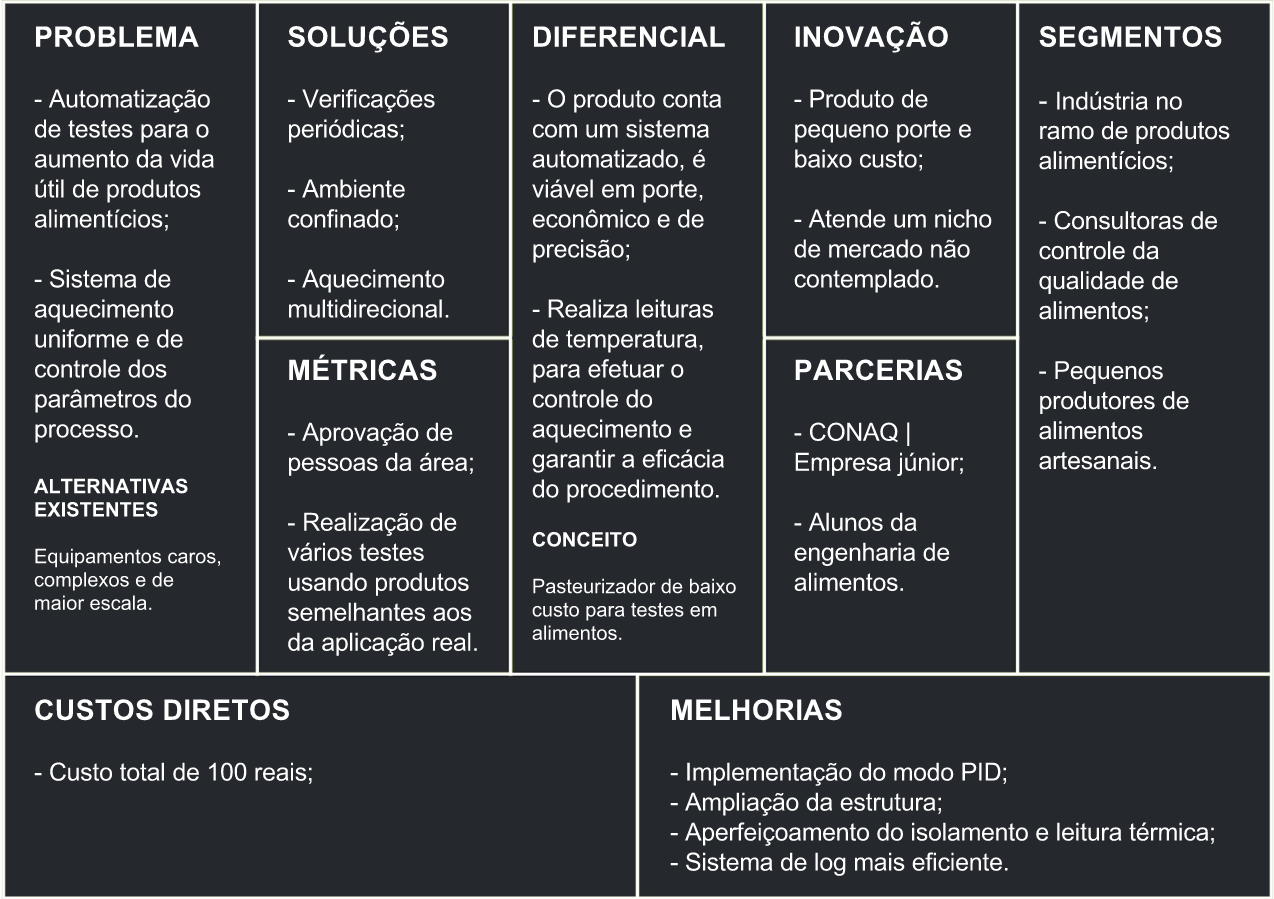 PROBLEMA
- Automatização
de testes para o
aumento da vida
útil de produtos
alimentícios;
- Sistema de
aquecimento
uniforme e de
controle dos
parâmetros do
processo.
ALTERNATIVAS
EXISTENTES
Equipamentos caros,
complexos e de
maior escala.
SOLUÇÕES
- Verificações
periódicas;
- Ambiente
confinado;
- Aquecimento
multidirecional.
MÉTRICAS
- Aprovação de
pessoas da área;
- Realização de
vários testes
usando produtos
semelhantes aos
da aplicação real.
DIFERENCIAL
- O produto conta
com um sistema
automatizado, é
viável em porte,
econômico e de
precisão;
- Realiza leituras
de temperatura,
para efetuar o
controle do
aquecimento e
garantir a eficácia
do procedimento.
CONCEITO
Pasteurizador de baixo
custo para testes em
alimentos.
INOVAÇÃO
- Produto de
pequeno porte e
baixo custo;
- Atende um nicho
de mercado não
contemplado.
PARCERIAS
- CONAQ |
Empresa júnior;
- Alunos da
engenharia de
alimentos.
SEGMENTOS
- Indústria no
ramo de produtos
alimentícios;
- Consultoras de
controle da
qualidade de
alimentos;
- Pequenos
produtores de
alimentos
artesanais.
CUSTOS DIRETOS
- Custo total de 100 reais;
MELHORIAS
- Implementação do modo PID;
- Ampliação da estrutura;
- Aperfeiçoamento do isolamento e leitura térmica;
- Sistema de log mais eficiente.